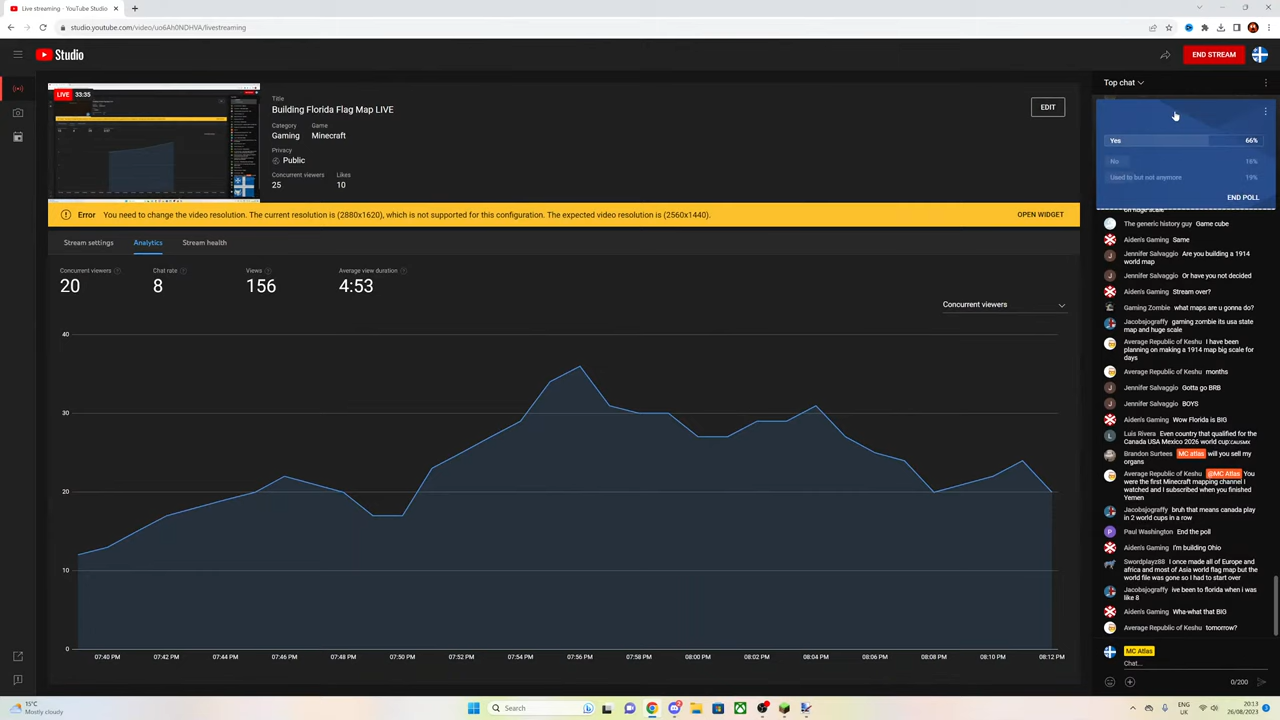 Live streaming - YouTube Studio
studio.youtube.com/video/uo6Ah0NDHVA/livestreaming
Studio
END STREAM
LIVE 33:35
Title
Building Florida Flag Map LIVE
Category Game
Gaming Minecraft
Privacy
Public
Concurrent viewers Likes
25 10
EDIT
Error You need to change the video resolution. The current resolution is (2880x1620), which is not supported for this configuration. The expected video resolution is (2560x1440).
OPEN WIDGET
Stream settings Analytics Stream health
Concurrent viewers Chat rate Views Average view duration
20 8 156 4:53
Concurrent viewers
40
30
20
10
0
07:40 PM 07:42 PM 07:44 PM 07:46 PM 07:48 PM 07:50 PM 07:52 PM 07:54 PM 07:56 PM 07:58 PM 08:00 PM 08:02 PM 08:04 PM 08:06 PM 08:08 PM 08:10 PM 08:12 PM
Top chat
Yes 66%
No 16%
Used to but not anymore 19%
END POLL
on huge scale
The generic history guy Game cube
Aiden's Gaming Same
Jennifer Salvaggio Are you building a 1914
world map
Jennifer Salvaggio Or have you not decided
Aiden's Gaming Stream over?
Gaming Zombie what maps are u gonna do?
Jacobsjograffy gaming zombie its usa state
map and huge scale
Average Republic of Keshu I have been
planning on making a 1914 map big scale for
days
Average Republic of Keshu months
Jennifer Salvaggio Gotta go BRB
Jennifer Salvaggio BOYS
Aiden's Gaming Wow Florida is BIG
Luis Rivera Even country that qualified for the
Canada USA Mexico 2026 world cup:CAUSMX
Brandon Surtees MC atlas will you sell my
organs
Average Republic of Keshu @MC Atlas You
were the first Minecraft mapping channel I
watched and I subscribed when you finished
Yemen
Jacobsjograffy bruh that means canada play
in 2 world cups in a row
Paul Washington End the poll
Aiden's Gaming I'm building Ohio
Swordplayz88 I once made all of Europe and
africa and most of Asia world flag map but the
world file was gone so I had to start over
Jacobsjograffy ive been to florida when i was
like 8
Aiden's Gaming Wha-what that BIG
Average Republic of Keshu tomorrow?
MC Atlas
Chat...
0/200
15°C
Mostly cloudy
Search
ENG
UK
20:13
26/08/2023